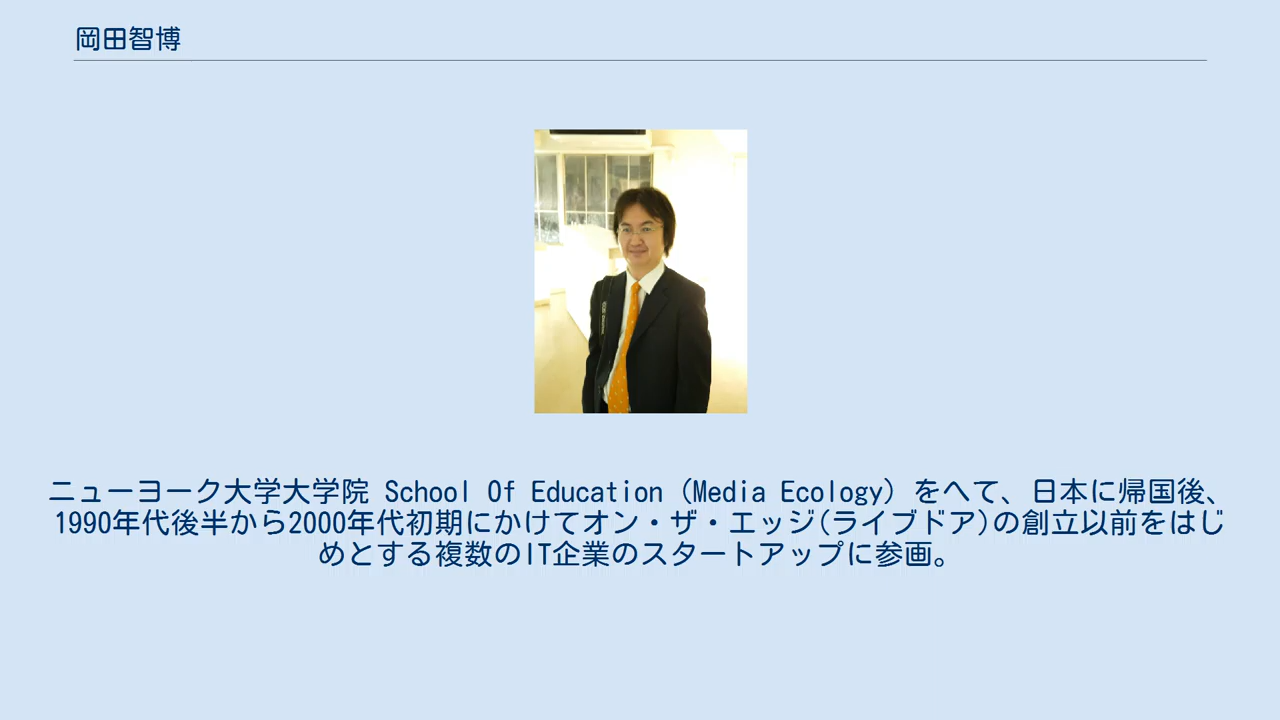 岡田智博
ニューヨーク大学大学院 School Of Education (Media Ecology) をへて、日本に帰国後、
1990年代後半から2000年代初期にかけてオン・ザ・エッジ(ライブドア)の創立以前をはじ
めとする複数のIT企業のスタートアップに参画。